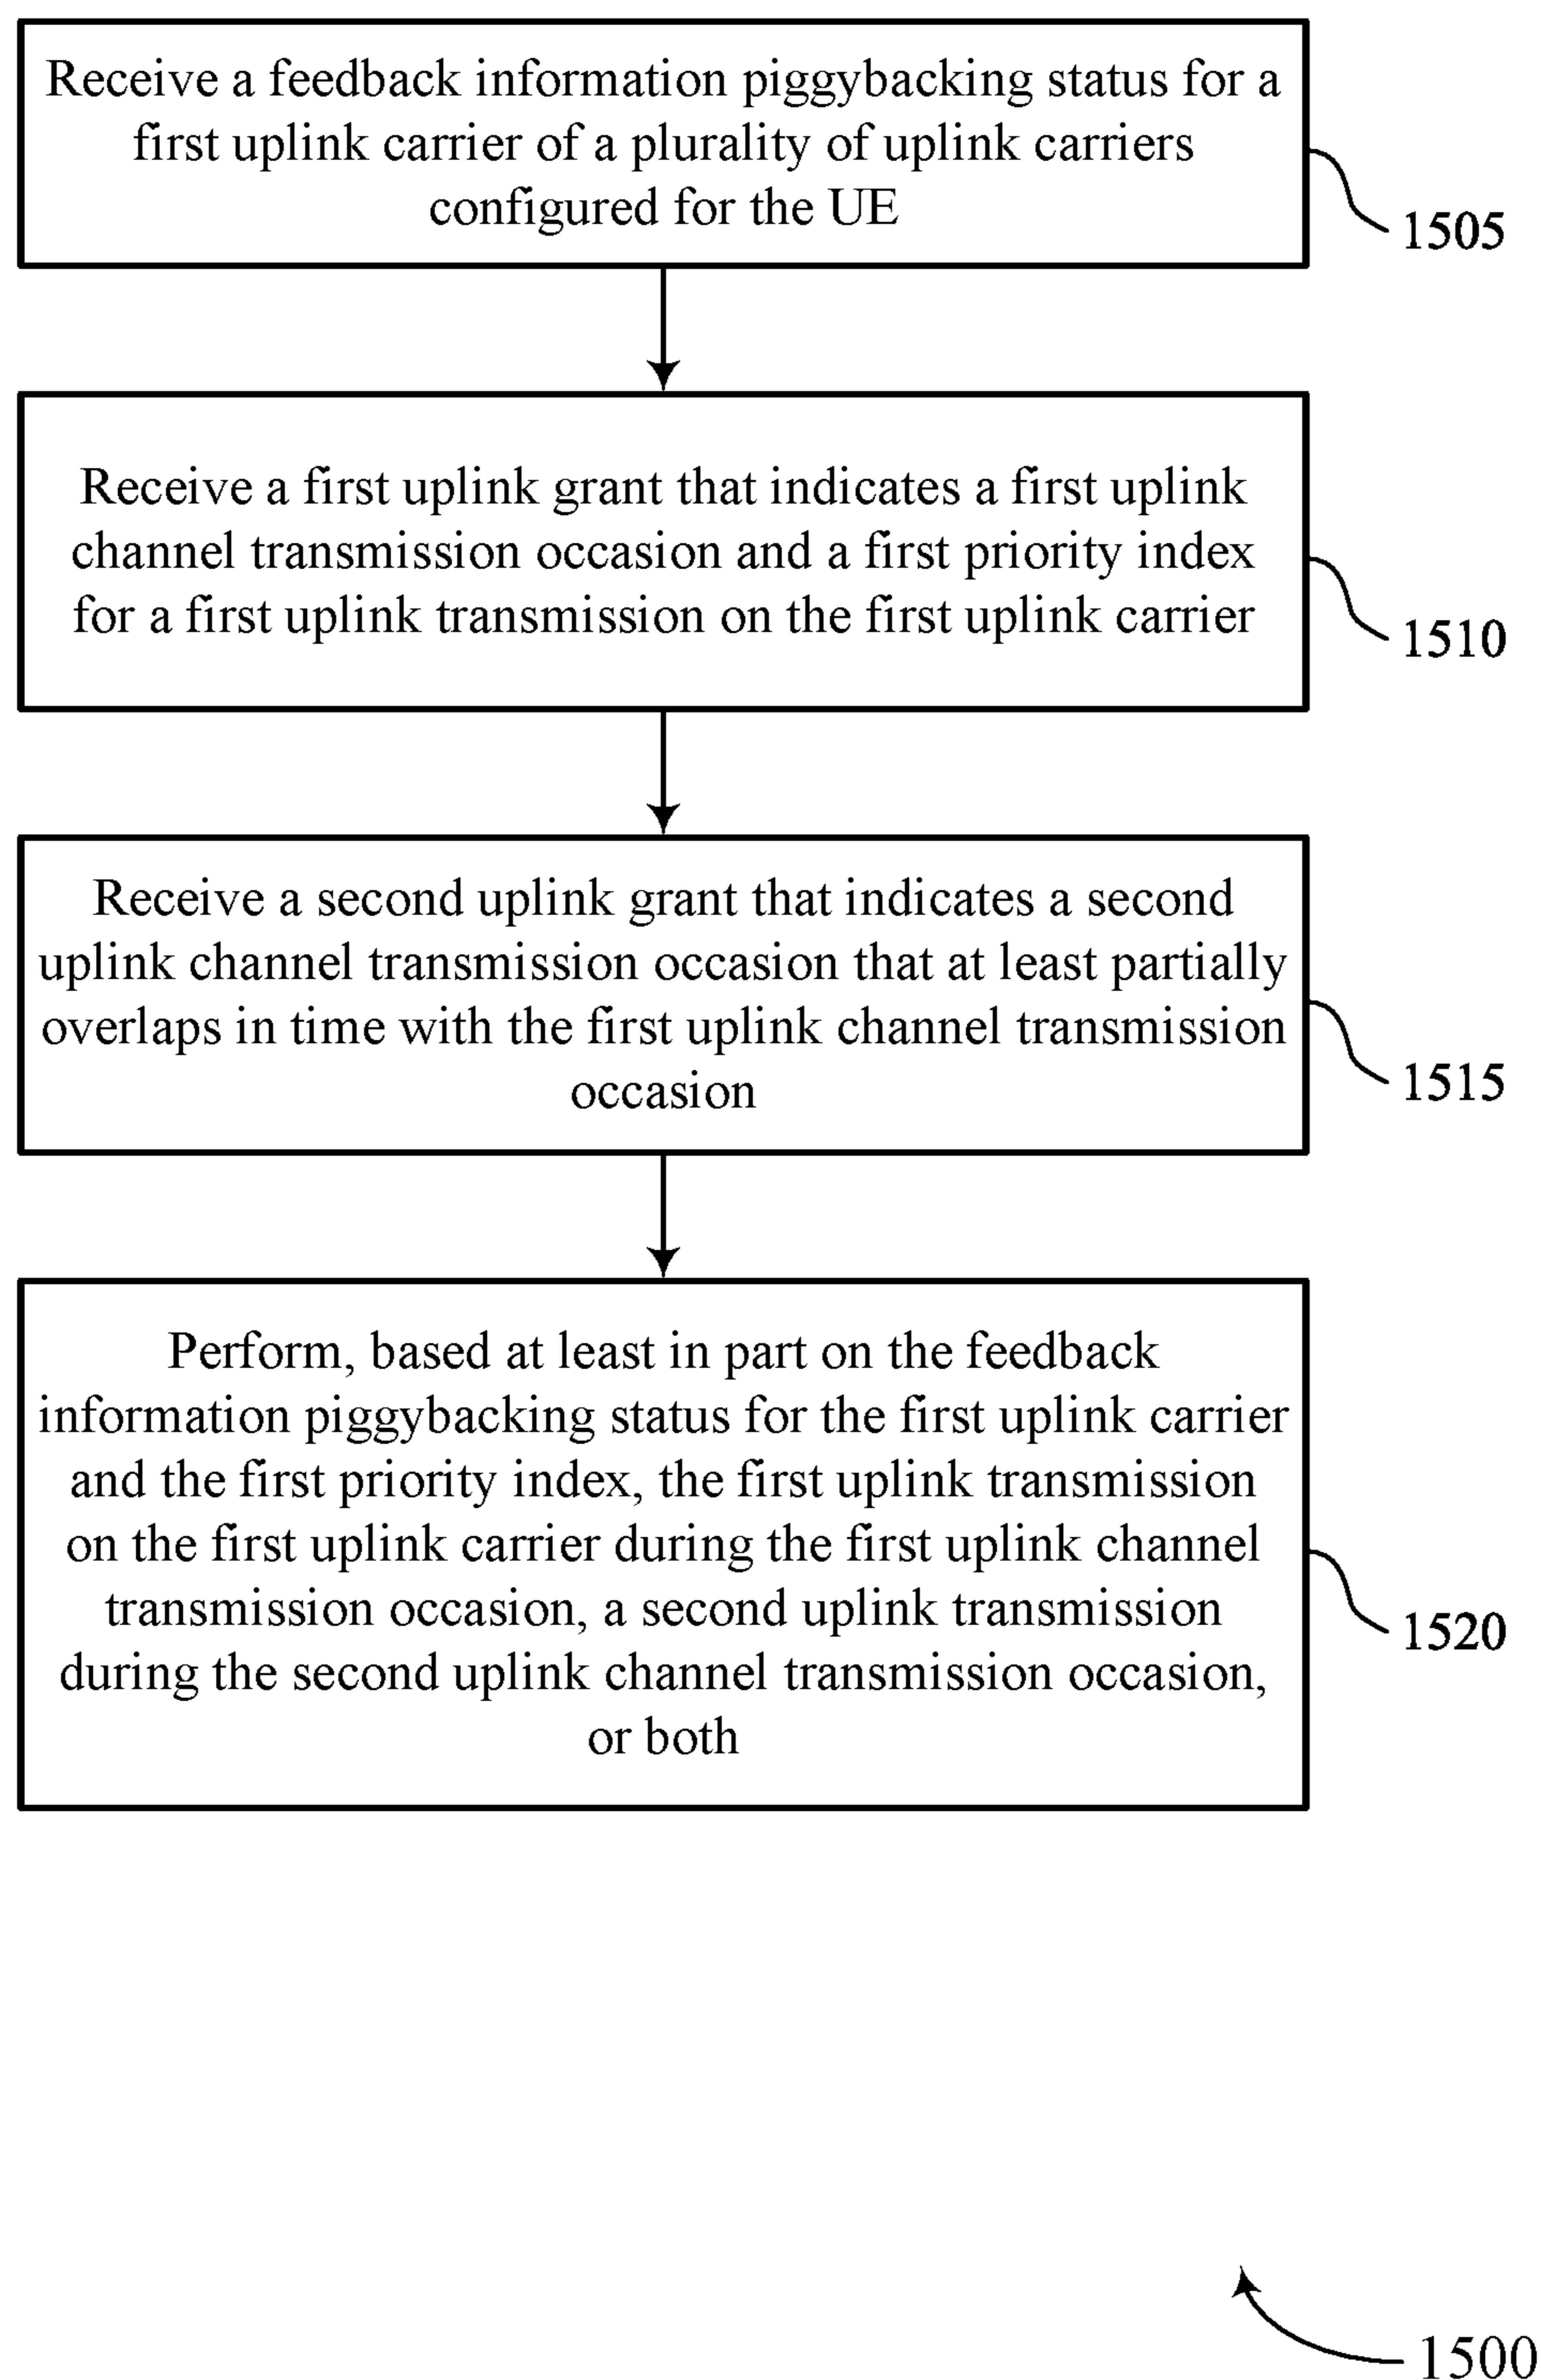 Receive a feedback information piggybacking status for a
first uplink carrier of a plurality of uplink carriers
configured for the UE
1505
Receive a first uplink grant that indicates a first uplink
channel transmission occasion and a first priority index
for a first uplink transmission on the first uplink carrier
1510
Receive a second uplink grant that indicates a second
uplink channel transmission occasion that at least partially
overlaps in time with the first uplink channel transmission
occasion
1515
Perform, based at least in part on the feedback
information piggybacking status for the first uplink carrier
and the first priority index, the first uplink transmission
on the first uplink carrier during the first uplink channel
transmission occasion, a second uplink transmission
during the second uplink channel transmission occasion,
or both
1520
1500